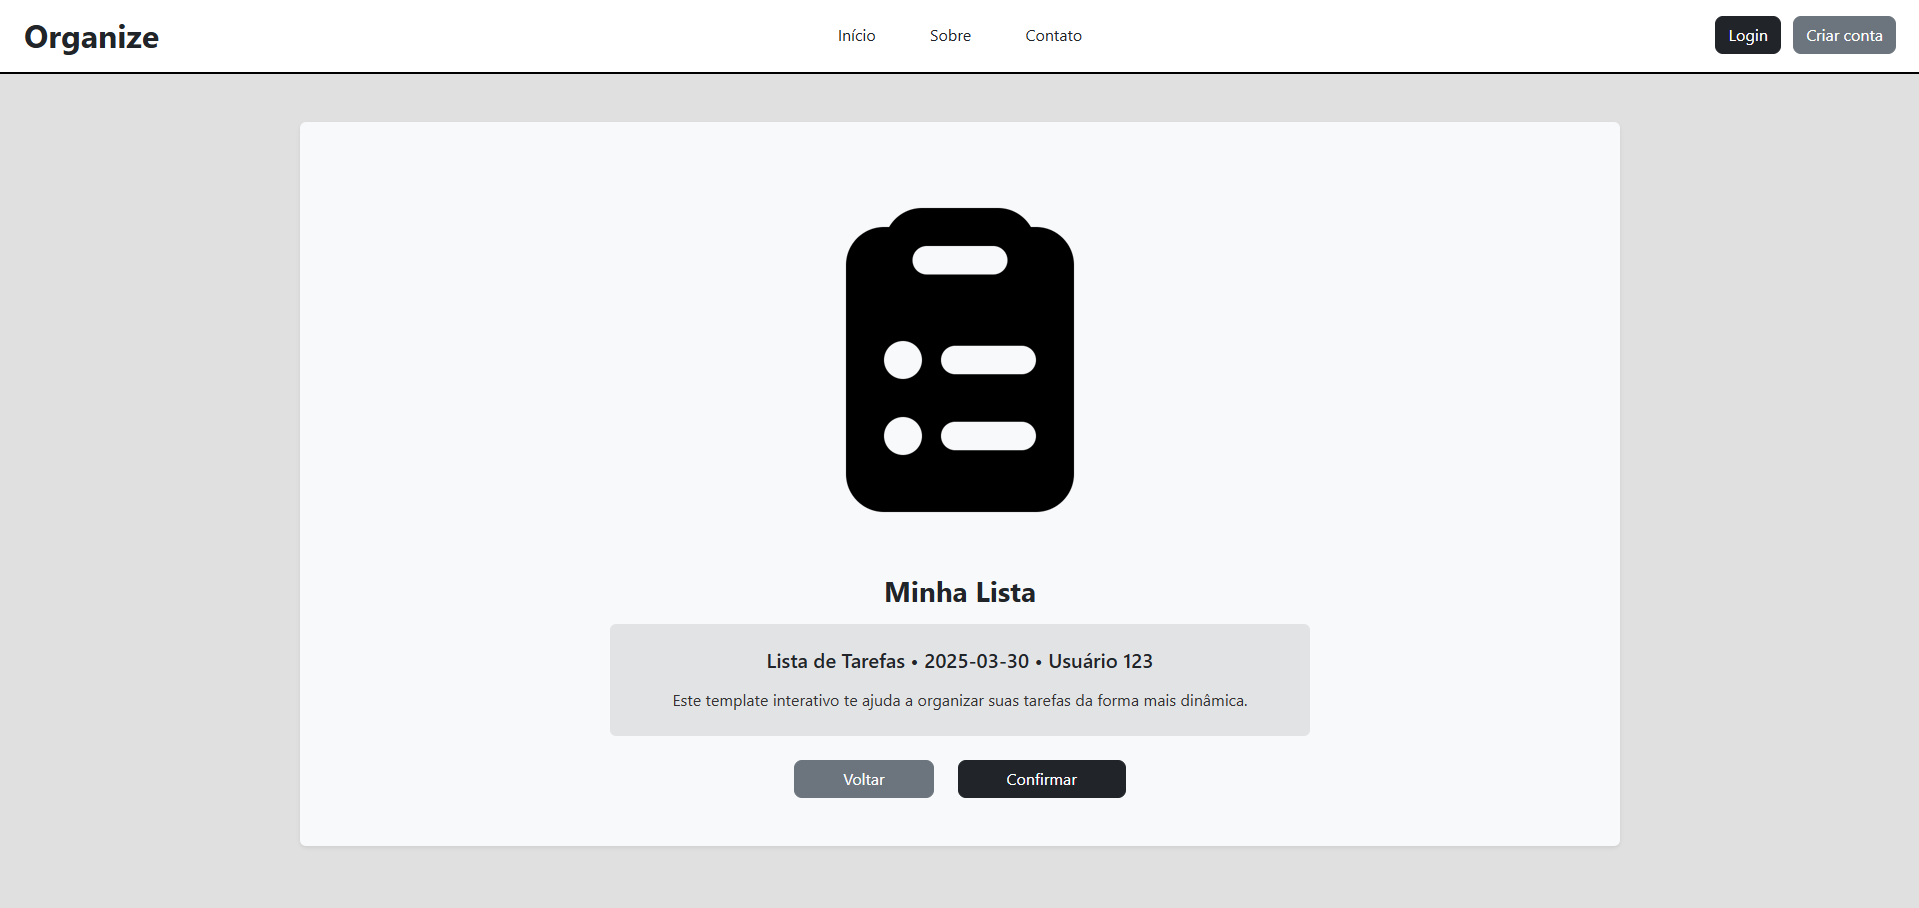 Organize
Início
Sobre
Contato
Login
Criar conta
Minha Lista
Lista de Tarefas • 2025-03-30 • Usuário 123
Este template interativo te ajuda a organizar suas tarefas da forma mais dinâmica.
Voltar
Confirmar